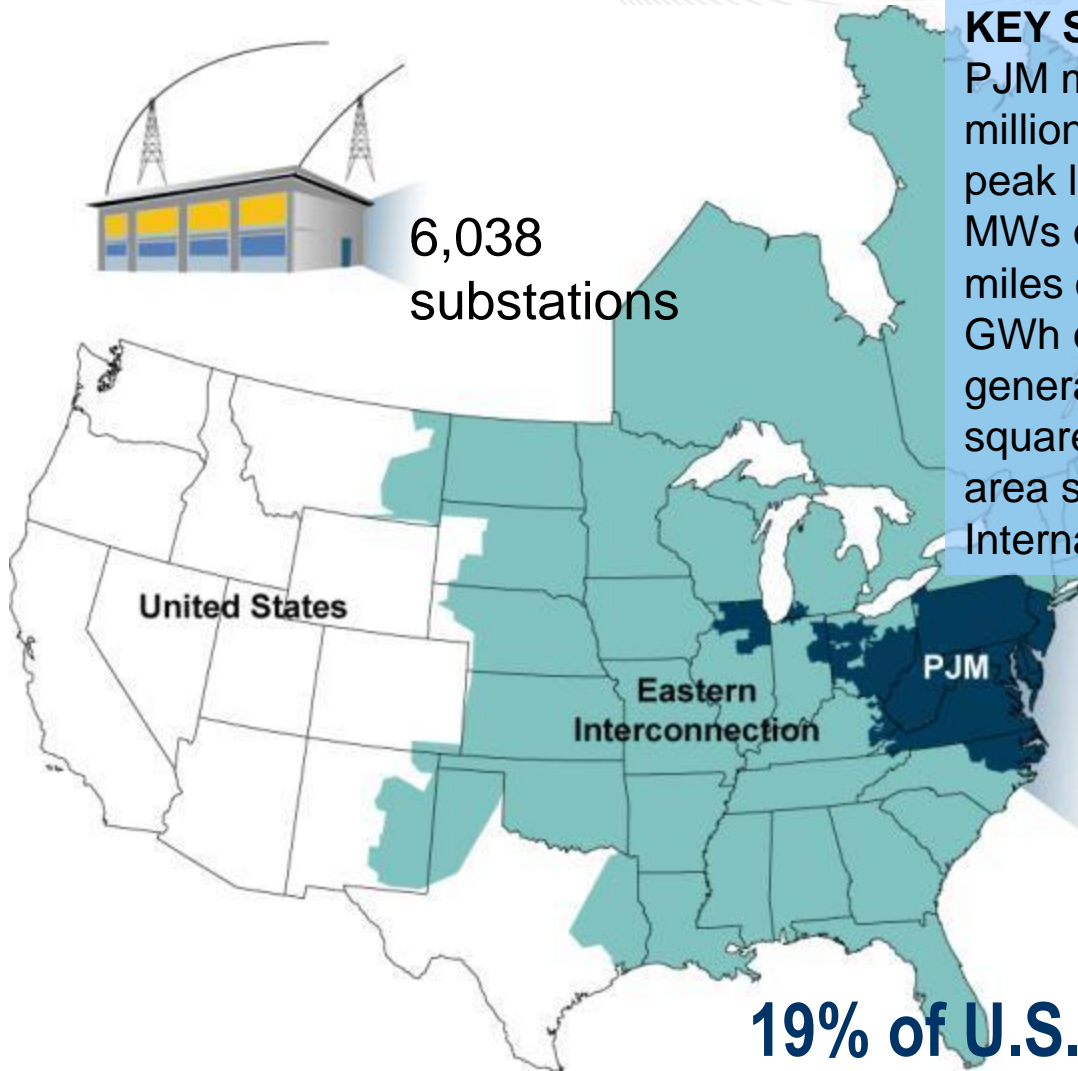 KEY S
PJM m
million
peak l
MWs o
miles o
GWh o
genera
square
area s
Interna
6,038
substations
United States
Eastern
Interconnection
PJM
19% of U.S.